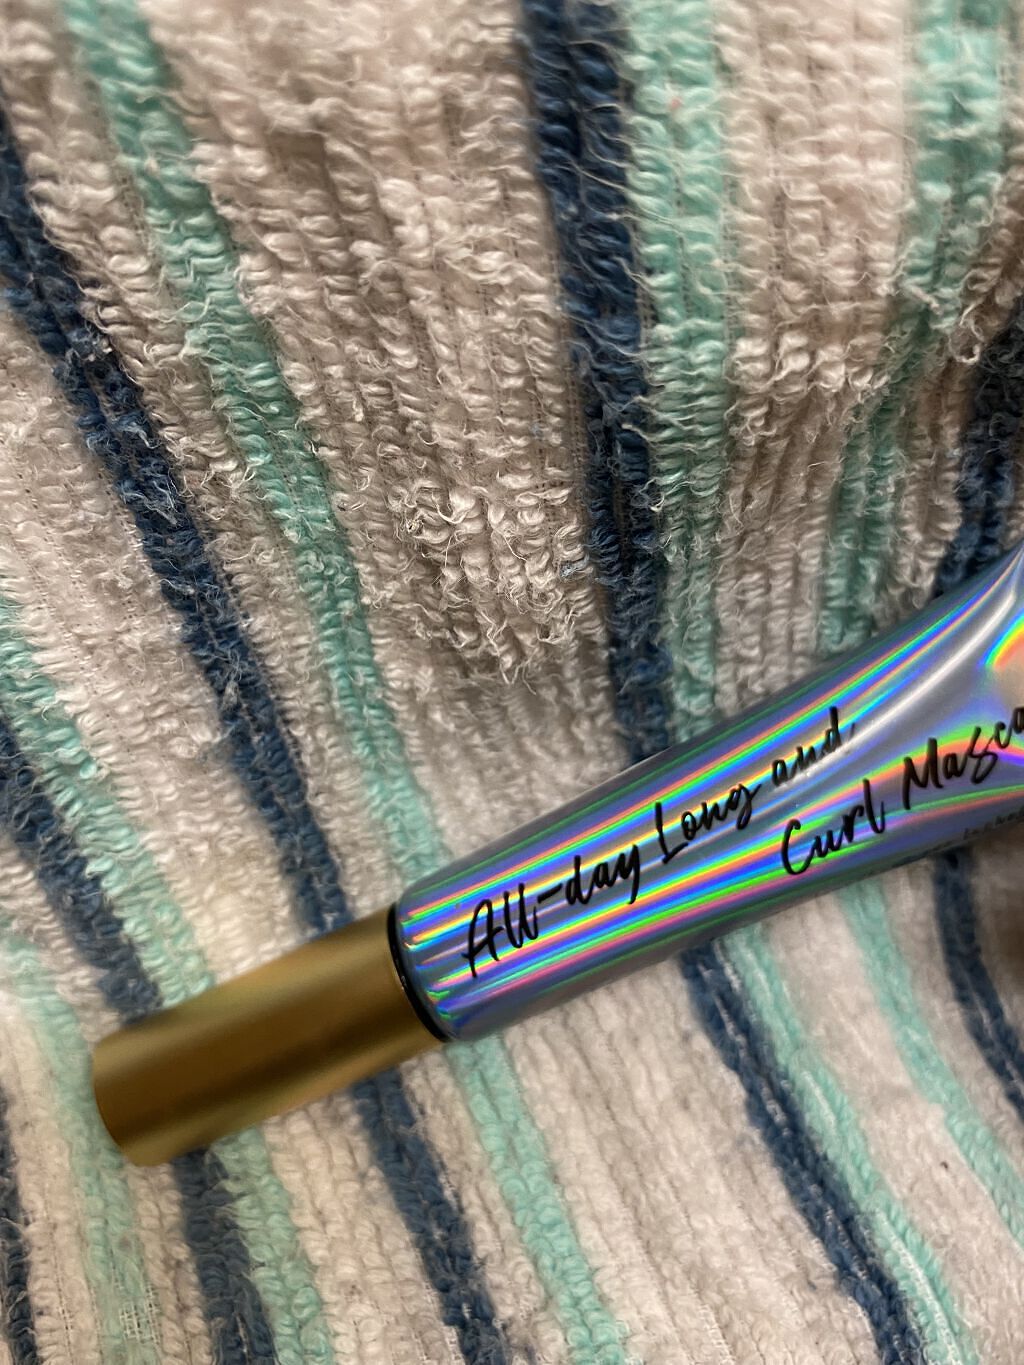 All-day Long and
Curl Masca